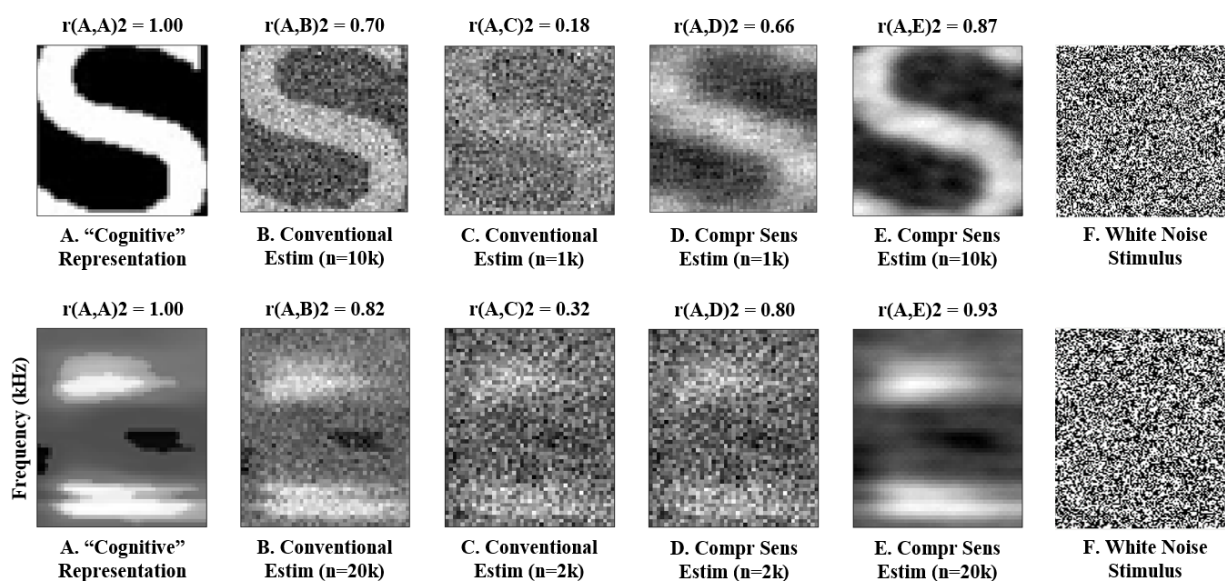 r(A,A)2 = 1.00 r(A,B)2 = 0.70 r(A,C)2 = 0.18 r(A,D)2 = 0.66 r(A,E)2 = 0.87
A. “Cognitive” B. Conventional C. Conventional D. Compr Sens E. Compr Sens F. White Noise
Representation Estim (n=10k) Estim (n=1k) Estim (n=1k) Estim (n=10k) Stimulus
r(A,A)2 = 1.00 r(A,B)2 = 0.82 r(A,C)2 = 0.32 r(A,D)2 = 0.80 r(A,E)2 = 0.93
Frequency (kHz)
A. “Cognitive” B. Conventional C. Conventional D. Compr Sens E. Compr Sens F. White Noise
Representation Estim (n=20k) Estim (n=2k) Estim (n=2k) Estim (n=20k) Stimulus